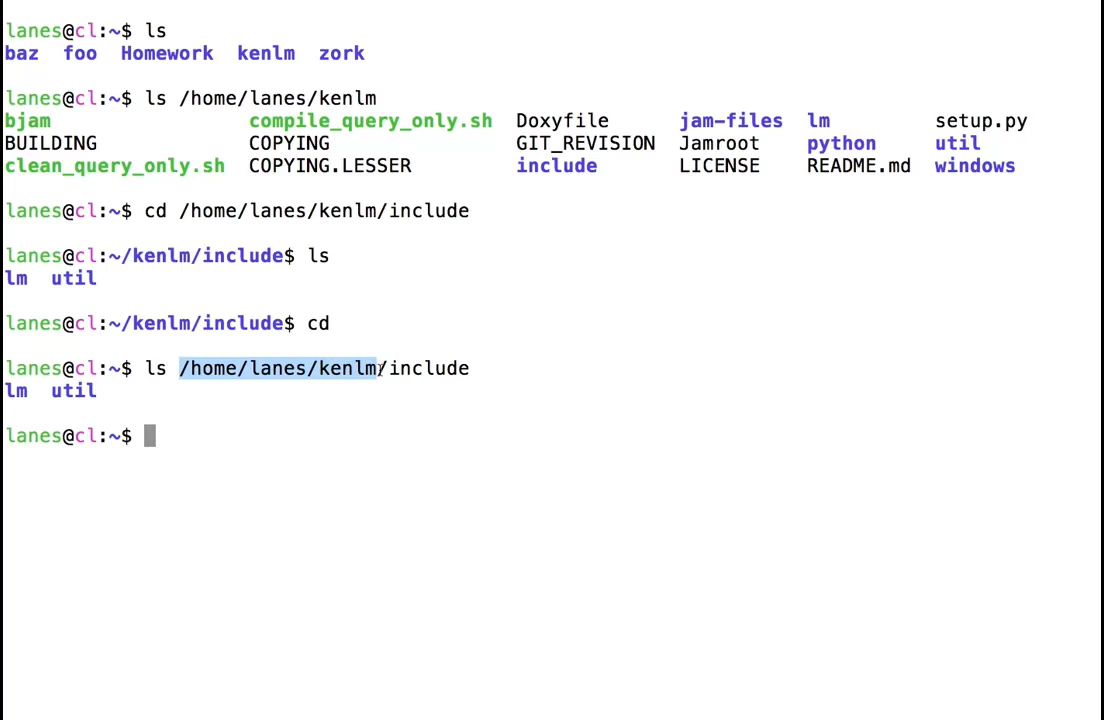 lanes@cl:~$ ls
baz  foo  Homework  kenlm  zork
lanes@cl:~$ ls /home/lanes/kenlm
bjam  compile_query_only.sh  Doxyfile  jam-files  lm  setup.py
BUILDING  COPYING  GIT_REVISION  Jamroot  python  util
clean_query_only.sh  COPYING.LESSER  include  LICENSE  README.md  windows
lanes@cl:~$ cd /home/lanes/kenlm/include
lanes@cl:~/kenlm/include$ ls
lm  util
lanes@cl:~/kenlm/include$ cd
lanes@cl:~$ ls /home/lanes/kenlm/include
lm  util
lanes@cl:~$